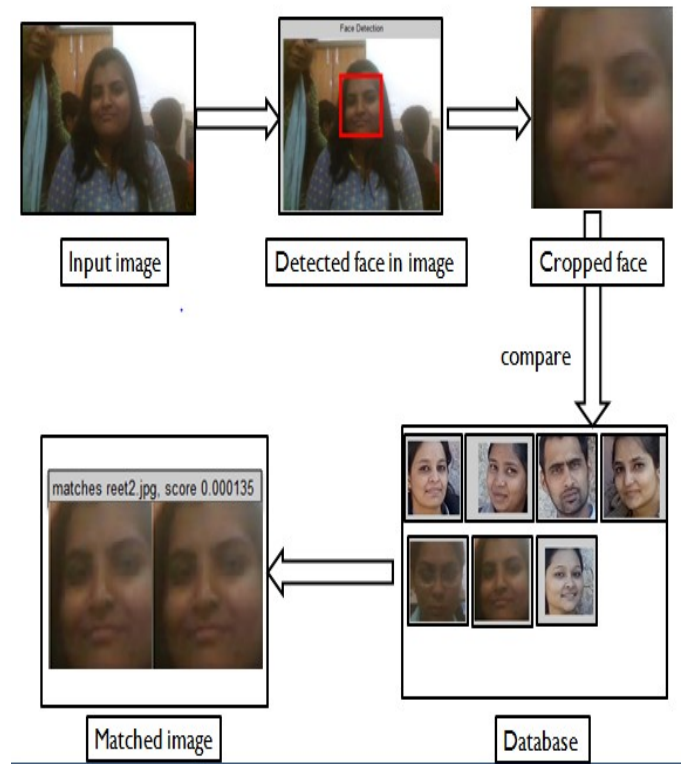 Face Detection
Input image
Detected face in image
Cropped face
compare
matches reet2.jpg, score 0.000135
Matched image
Database